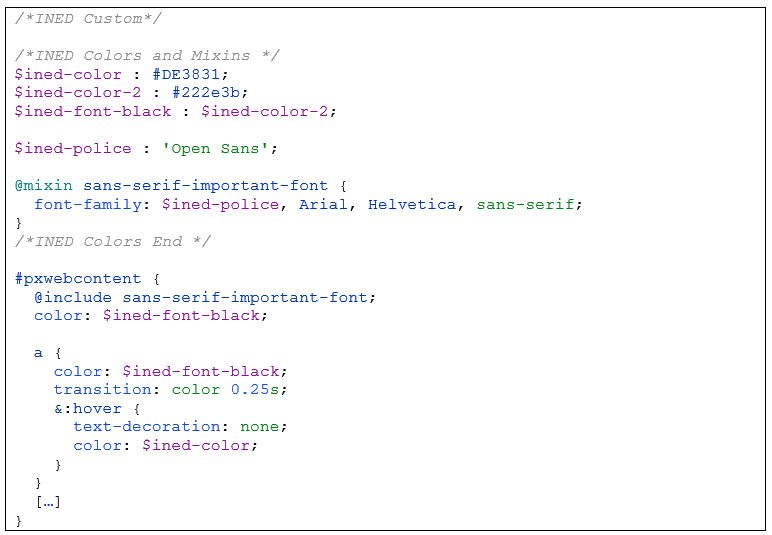 /*INED Custom*/
/*INED Colors and Mixins */
$ined-color : #DE3831;
$ined-color-2 : #222e3b;
$ined-font-black : $ined-color-2;
$ined-police : 'Open Sans';
@mixin sans-serif-important-font {
font-family: $ined-police, Arial, Helvetica, sans-serif;
}
/*INED Colors End */
#pxwebcontent {
@include sans-serif-important-font;
color: $ined-font-black;
a {
color: $ined-font-black;
transition: color 0.25s;
&:hover {
text-decoration: none;
color: $ined-color;
}
}
[…]
}